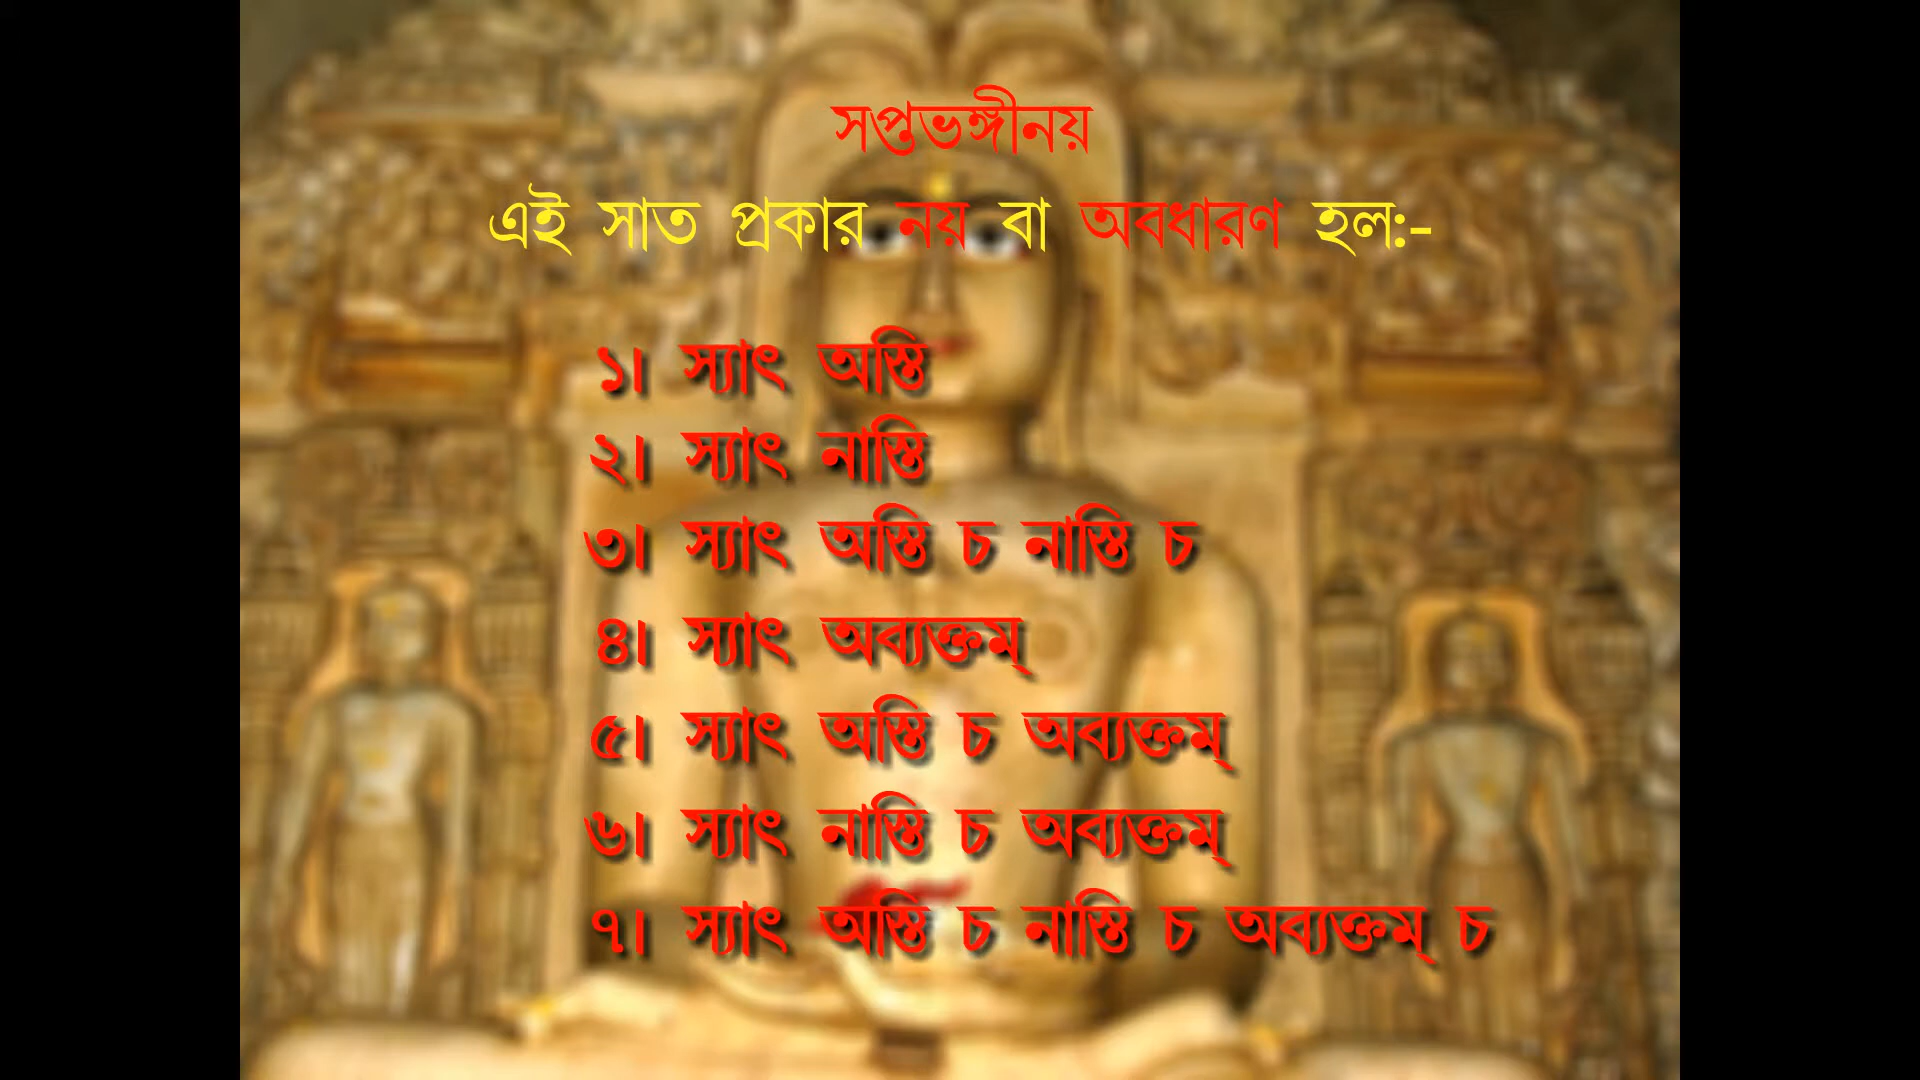 সপ্তভঙ্গীনয়
এই সাত প্রকার নয় বা অবধারণ হল:-
১। স্যাৎ অস্তি
২। স্যাৎ নাস্তি
৩। স্যাৎ অস্তি চ নাস্তি চ
৪। স্যাৎ অব্যক্তম্
৫। স্যাৎ অস্তি চ অব্যক্তম্
৬। স্যাৎ নাস্তি চ অব্যক্তম্
৭। স্যাৎ অস্তি চ নাস্তি চ অব্যক্তম্ চ